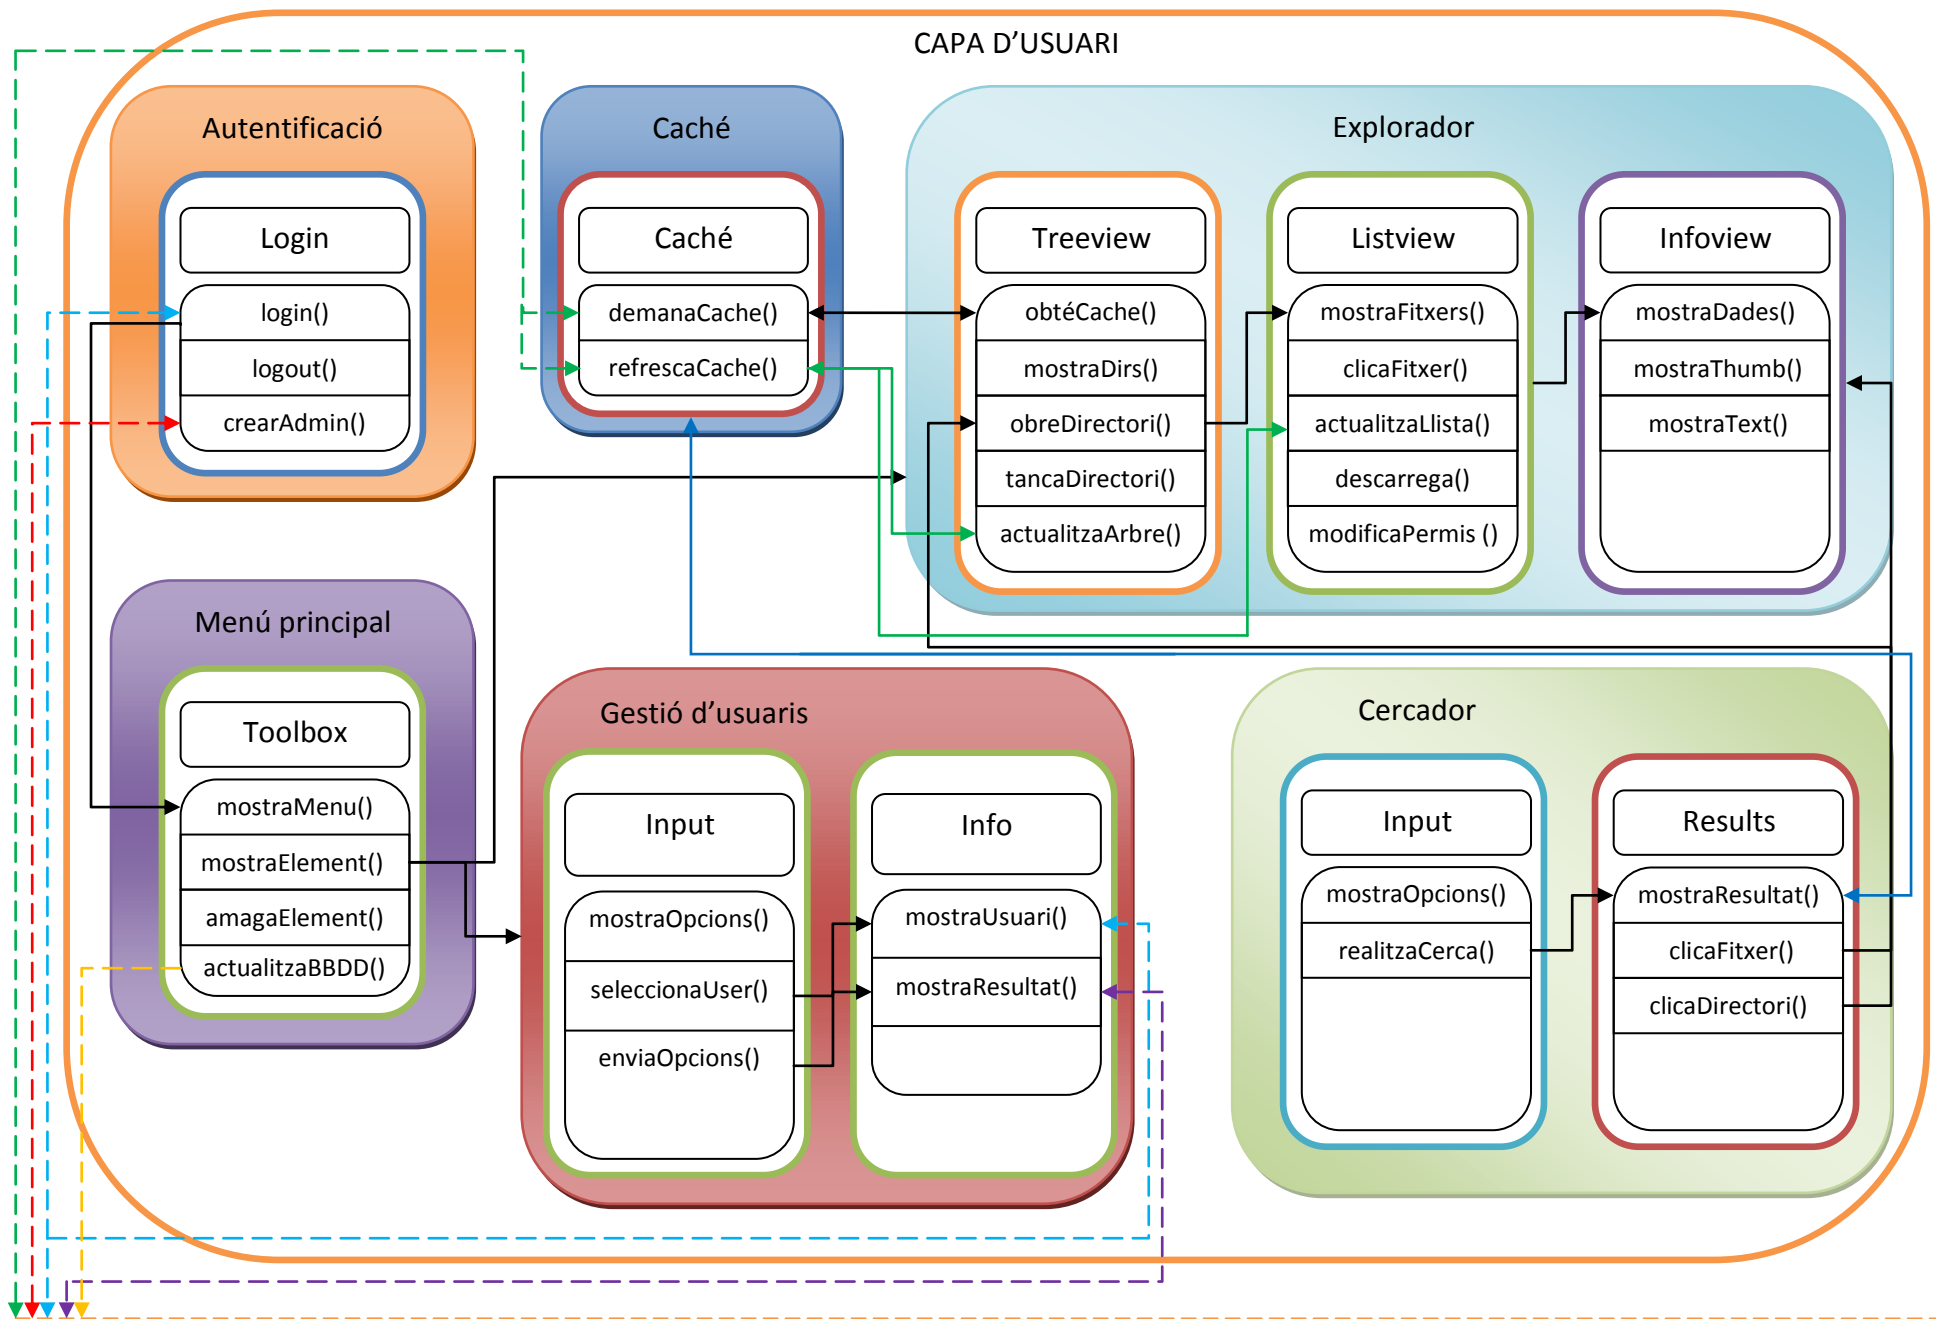 CAPA D’USUARI
Autentificació
Login
login()
logout()
crearAdmin()
Caché
Caché
demanaCache()
refrescaCache()
Explorador
Treeview
obtéCache()
mostraDirs()
obreDirectori()
tancaDirectori()
actualitzaArbre()
Listview
mostraFitxers()
clicaFitxer()
actualitzaLlista()
descarrega()
modificaPermis ()
Infoview
mostraDades()
mostraThumb()
mostraText()
Menú principal
Toolbox
mostraMenu()
mostraElement()
amagaElement()
actualitzaBBDD()
Gestió d’usuaris
Input
mostraOpcions()
seleccionaUser()
enviaOpcions()
Info
mostraUsuari()
mostraResultat()
Cercador
Input
mostraOpcions()
realitzaCerca()
Results
mostraResultat()
clicaFitxer()
clicaDirectori()